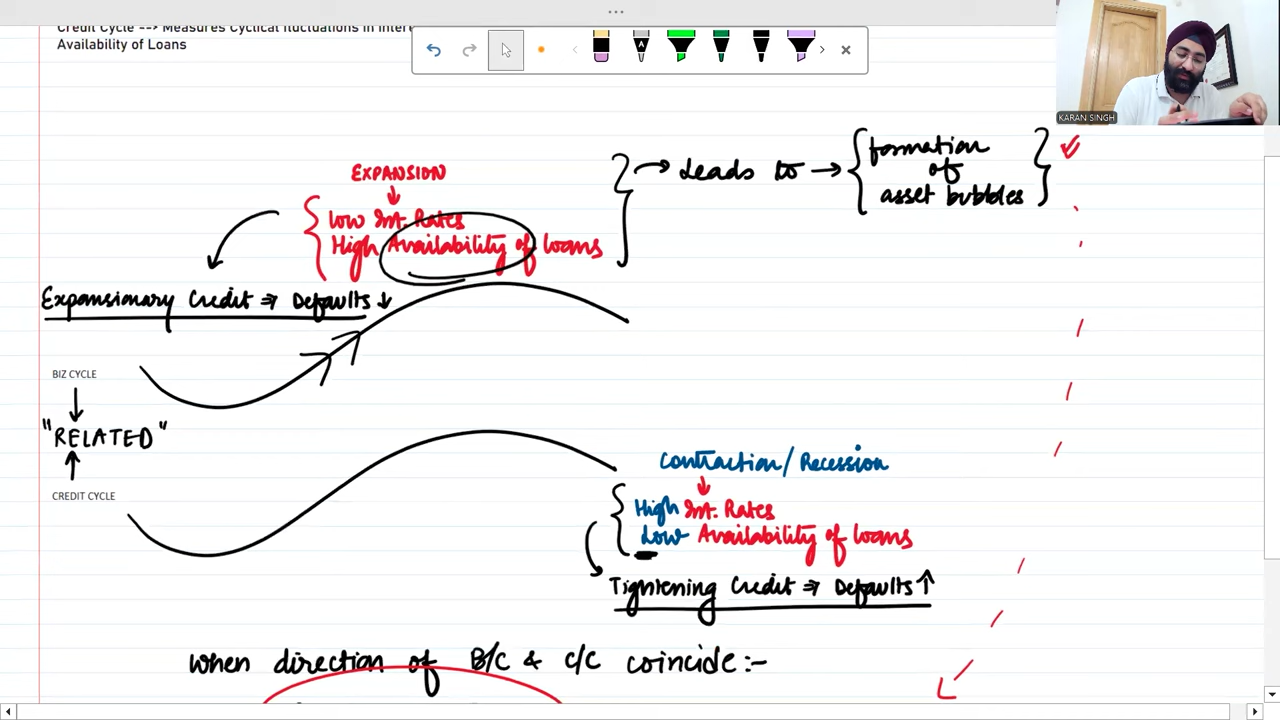 Credit Cycle --> Measures Cyclical fluctuations in Inter
Availability of Loans
KARAN SINGH
EXPANSION
Low Int. Rates
High Availability of loans
Leads to
formation
of
asset bubbles
Expansionary Credit ⇒ Defaults ↓
BIZ CYCLE
"RELATED"
CREDIT CYCLE
Contraction/Recession
High Int. Rates
Low Availability of loans
Tightening Credit ⇒ Defaults ↑
when direction of B/C & C/C coincide:-